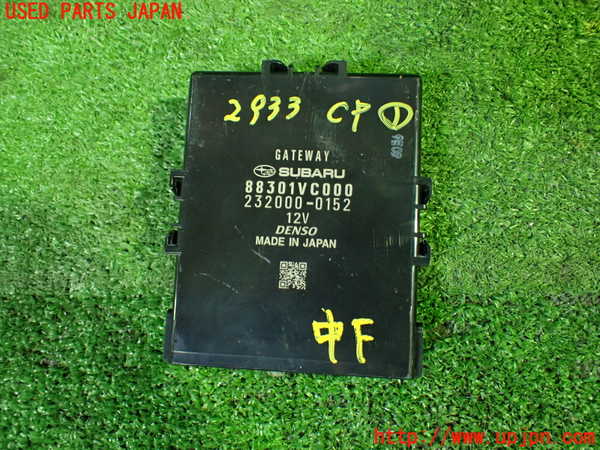 USED PARTS JAPAN
2933 CP ①
GATEWAY
SUBARU
88301VC000
232000-0152
12V
DENSO
MADE IN JAPAN
中F
http://www.upjpn.com